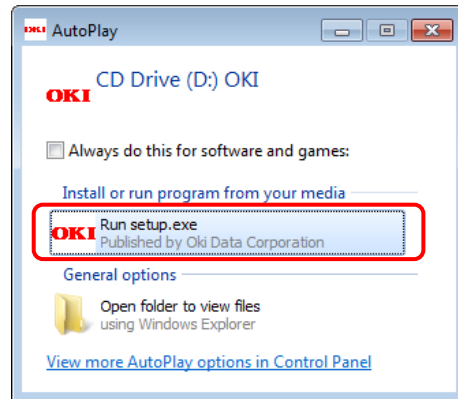 OKI AutoPlay
CD Drive (D:) OKI
OKI
Always do this for software and games:
Install or run program from your media
OKI
Run setup.exe
Published by Oki Data Corporation
General options
Open folder to view files
using Windows Explorer
View more AutoPlay options in Control Panel